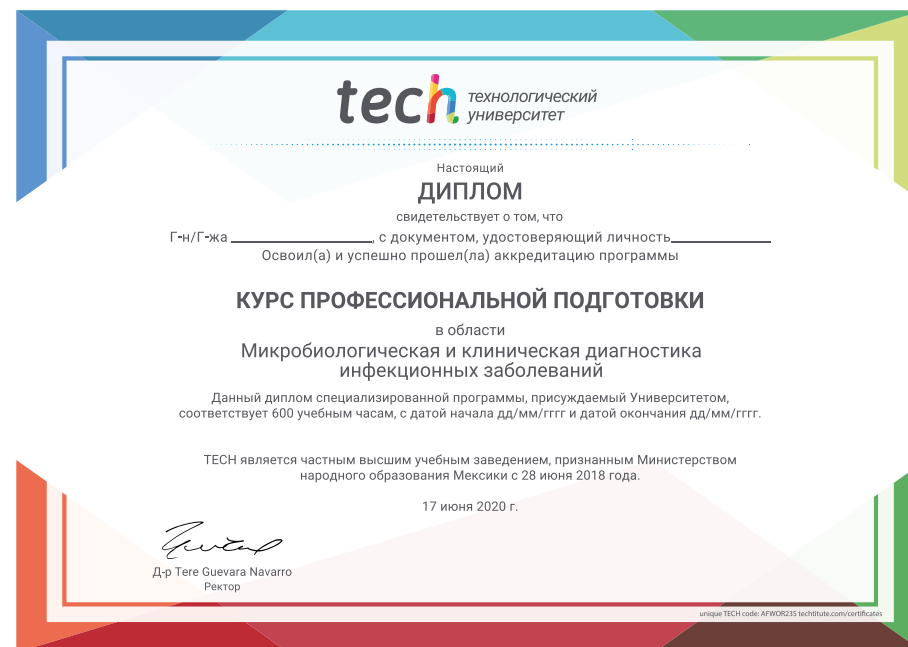 tech технологический
университет
Настоящий
ДИПЛОМ
свидетельствует о том, что
Г-н/Г-жа ____________________, с документом, удостоверяющий личность______________
Освоил(а) и успешно прошел(ла) аккредитацию программы
КУРС ПРОФЕССИОНАЛЬНОЙ ПОДГОТОВКИ
в области
Микробиологическая и клиническая диагностика
инфекционных заболеваний
Данный диплом специализированной программы, присуждаемый Университетом,
соответствует 600 учебным часам, с датой начала дд/мм/гггг и датой окончания дд/мм/гггг.
TECH является частным высшим учебным заведением, признанным Министерством
народного образования Мексики с 28 июня 2018 года.
17 июня 2020 г.
Д-р Tere Guevara Navarro
Ректор
unique TECH code: AFWOR235 techtitute.com/certificates